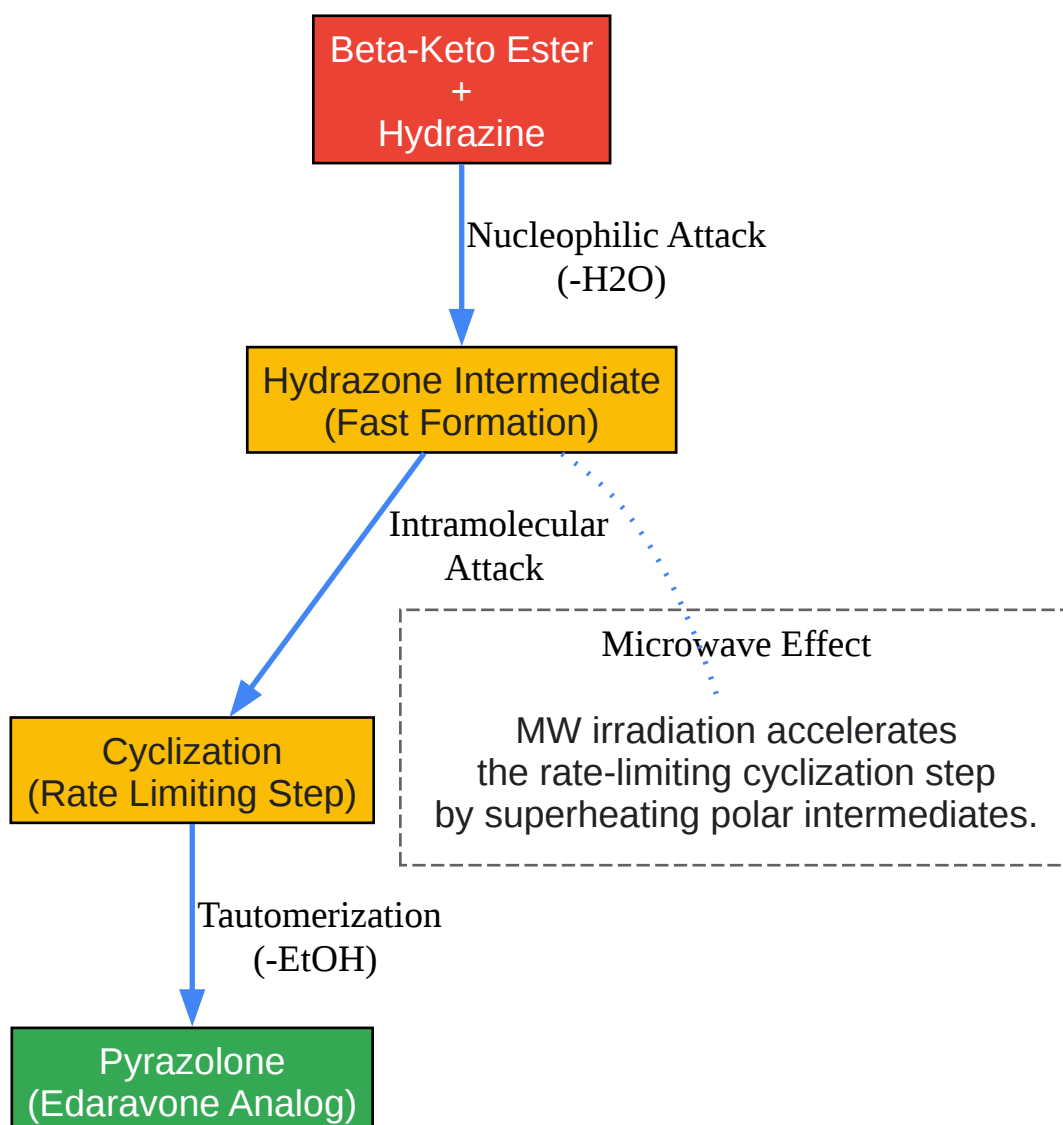 Beta-Keto Ester
+
Hydrazine
Nucleophilic Attack
(-H2O)
Hydrazone Intermediate
(Fast Formation)
Intramolecular
Attack
Microwave Effect
MW irradiation accelerates
the rate-limiting cyclization step
by superheating polar intermediates.
Cyclization
(Rate Limiting Step)
Tautomerization
(-EtOH)
Pyrazolone
(Edaravone Analog)